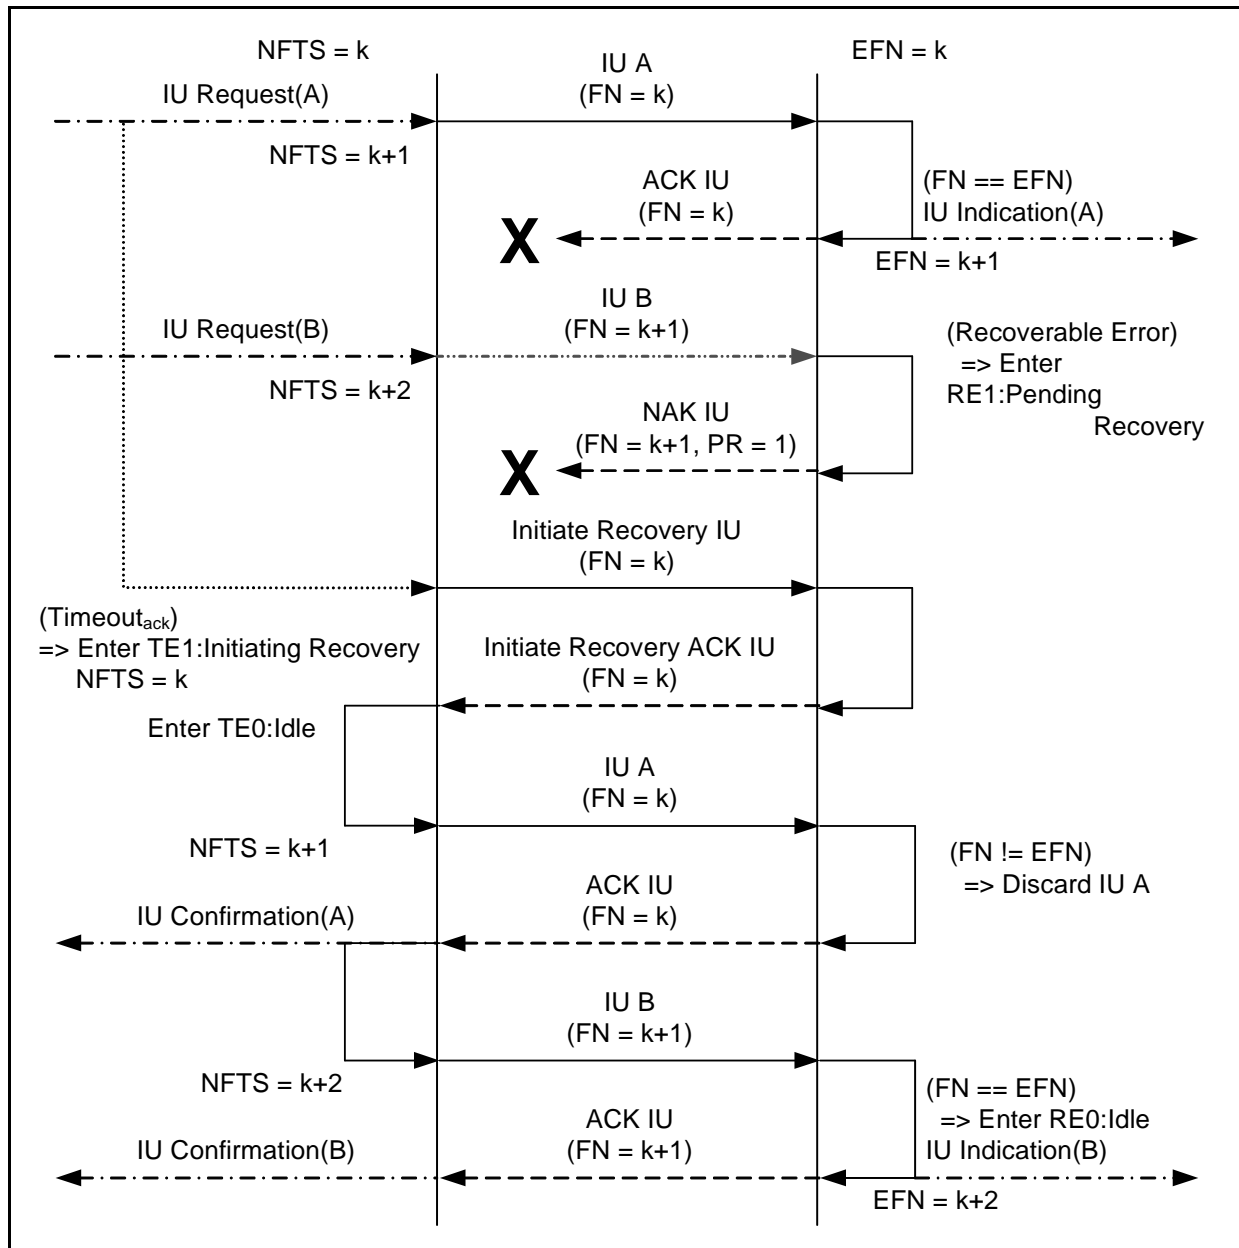 NFTS = k
IU A
EFN = k
IU Request(A)
(FN = k)
NFTS = k+1
ACK IU
(FN == EFN)
(FN = k)
IU Indication(A)
X
EFN = k+1
IU B
IU Request(B)
(FN = k+1)
(Recoverable Error)
=> Enter
NFTS = k+2
RE1:Pending
NAK IU
Recovery
(FN = k+1, PR = 1)
X
Initiate Recovery IU
(FN = k)
(Timeoutack)
=> Enter TE1:Initiating Recovery
Initiate Recovery ACK IU
NFTS = k
(FN = k)
Enter TE0:Idle
IU A
(FN = k)
NFTS = k+1
(FN != EFN)
=> Discard IU A
ACK IU
IU Confirmation(A)
(FN = k)
IU B
(FN = k+1)
NFTS = k+2
(FN == EFN)
ACK IU
=> Enter RE0:Idle
IU Confirmation(B)
(FN = k+1)
IU Indication(B)
EFN = k+2